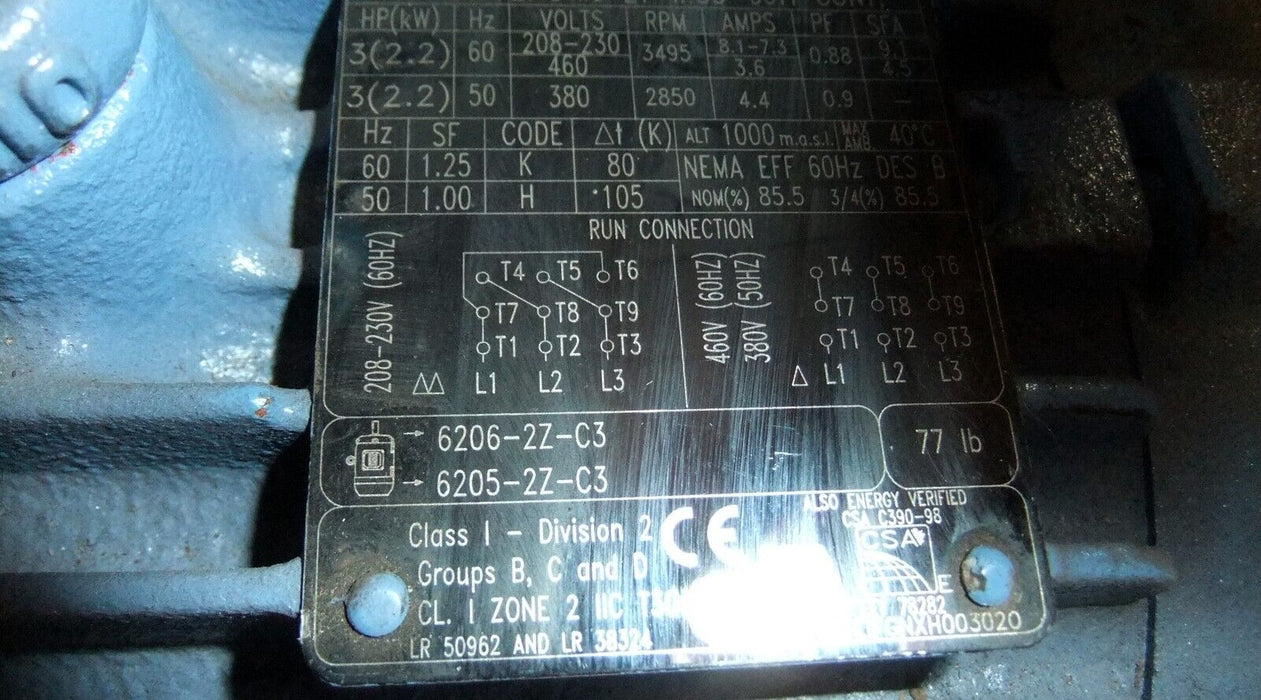 HP(kW) Hz VOLTS RPM AMPS PF SFA
3(2.2) 60 208-230 3495 8.1-7.3 0.88 9.1
460 3.6 4.5
3(2.2) 50 380 2850 4.4 0.9 —
Hz SF CODE Δt (K) ALT 1000 m.a.s.l. MAX AMB. 40°C
60 1.25 K 80 NEMA EFF 60Hz DES B
50 1.00 H 105 NOM(%) 85.5 3/4(%) 85.5
RUN CONNECTION
208-230V (60HZ)
T4 T5 T6
T7 T8 T9
T1 T2 T3
ΔΔ L1 L2 L3
460V (60HZ)
380V (50HZ)
T4 T5 T6
T7 T8 T9
T1 T2 T3
Δ L1 L2 L3
6206-2Z-C3
6205-2Z-C3
77 lb
Class I - Division 2
Groups B, C and D
CL. I ZONE 2 IIC
LR 50962 AND LR 38324
CE
ALSO ENERGY VERIFIED
CSA C390-98
CSA
E
78282
GNXH003020